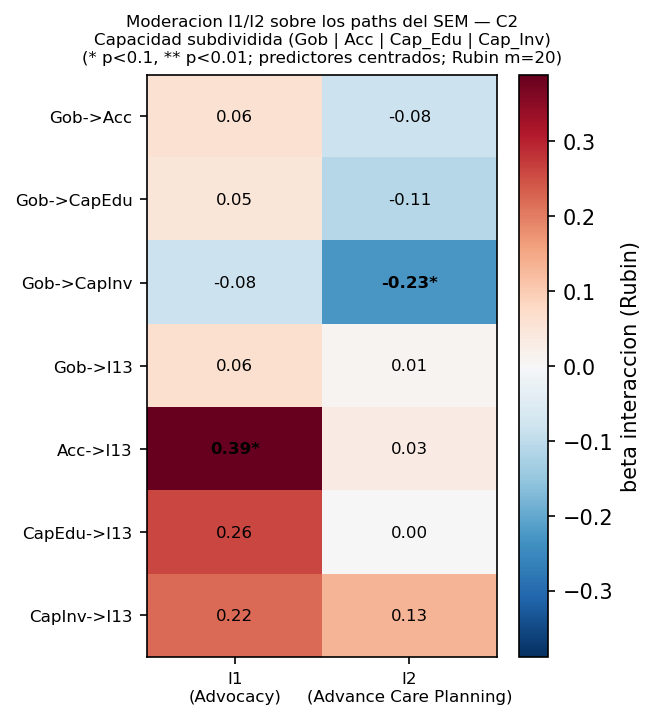 Moderacion I1/I2 sobre los paths del SEM — C2
Capacidad subdividida (Gob | Acc | Cap_Edu | Cap_Inv)
(* p<0.1, ** p<0.01; predictores centrados; Rubin m=20)
Gob->Acc 0.06 -0.08
Gob->CapEdu 0.05 -0.11
Gob->CapInv -0.08 -0.23*
Gob->I13 0.06 0.01
Acc->I13 0.39* 0.03
CapEdu->I13 0.26 0.00
CapInv->I13 0.22 0.13
I1
(Advocacy)
I2
(Advance Care Planning)
0.3
0.2
0.1
0.0
−0.1
−0.2
−0.3
beta interaccion (Rubin)